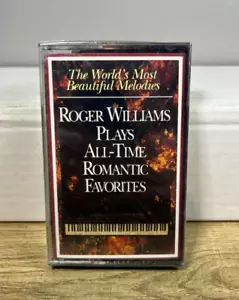 The World's Most
Beautiful Melodies
ROGER WILLIAMS
PLAYS
ALL-TIME
ROMANTIC
FAVORITES